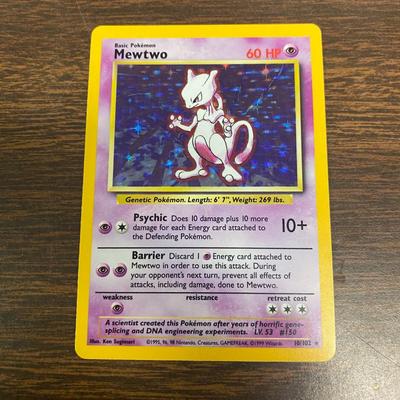 Basic Pokémon
Mewtwo 60 HP
Genetic Pokémon. Length: 6' 7", Weight: 269 lbs.
Psychic Does 10 damage plus 10 more
damage for each Energy card attached to
the Defending Pokémon.
10+
Barrier Discard 1 Energy card attached to
Mewtwo in order to use this attack. During
your opponent's next turn, prevent all effects of
attacks, including damage, done to Mewtwo.
weakness resistance retreat cost
A scientist created this Pokémon after years of horrific gene-
splicing and DNA engineering experiments. LV. 53 #150
Illus. Ken Sugimori ©1995, 96, 98 Nintendo, Creatures, GAMEFREAK. ©1999 Wizards. 10/102